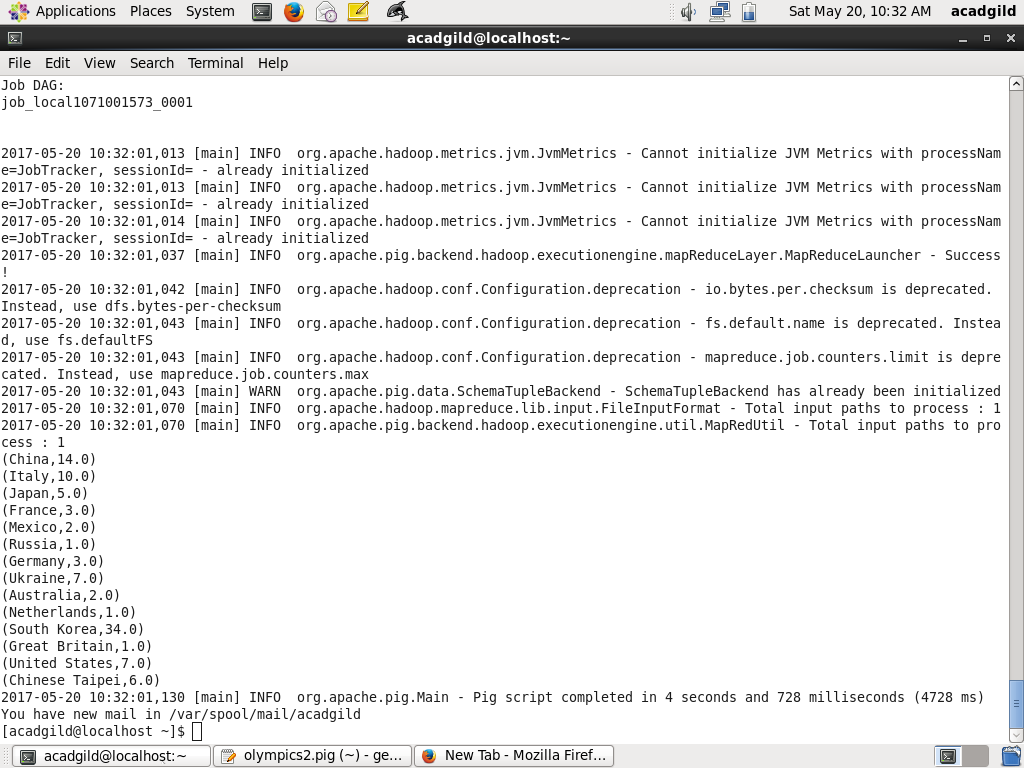 Applications Places System Sat May 20, 10:32 AM acadgild
acadgild@localhost:~
File Edit View Search Terminal Help
Job DAG:
job_local1071001573_0001
2017-05-20 10:32:01,013 [main] INFO  org.apache.hadoop.metrics.jvm.JvmMetrics - Cannot initialize JVM Metrics with processNam
e=JobTracker, sessionId= - already initialized
2017-05-20 10:32:01,013 [main] INFO  org.apache.hadoop.metrics.jvm.JvmMetrics - Cannot initialize JVM Metrics with processNam
e=JobTracker, sessionId= - already initialized
2017-05-20 10:32:01,014 [main] INFO  org.apache.hadoop.metrics.jvm.JvmMetrics - Cannot initialize JVM Metrics with processNam
e=JobTracker, sessionId= - already initialized
2017-05-20 10:32:01,037 [main] INFO  org.apache.pig.backend.hadoop.executionengine.mapReduceLayer.MapReduceLauncher - Success
!
2017-05-20 10:32:01,042 [main] INFO  org.apache.hadoop.conf.Configuration.deprecation - io.bytes.per.checksum is deprecated.
Instead, use dfs.bytes-per-checksum
2017-05-20 10:32:01,043 [main] INFO  org.apache.hadoop.conf.Configuration.deprecation - fs.default.name is deprecated. Instea
d, use fs.defaultFS
2017-05-20 10:32:01,043 [main] INFO  org.apache.hadoop.conf.Configuration.deprecation - mapreduce.job.counters.limit is depre
cated. Instead, use mapreduce.job.counters.max
2017-05-20 10:32:01,043 [main] WARN  org.apache.pig.data.SchemaTupleBackend - SchemaTupleBackend has already been initialized
2017-05-20 10:32:01,070 [main] INFO  org.apache.hadoop.mapreduce.lib.input.FileInputFormat - Total input paths to process : 1
2017-05-20 10:32:01,070 [main] INFO  org.apache.pig.backend.hadoop.executionengine.util.MapRedUtil - Total input paths to pro
cess : 1
(China,14.0)
(Italy,10.0)
(Japan,5.0)
(France,3.0)
(Mexico,2.0)
(Russia,1.0)
(Germany,3.0)
(Ukraine,7.0)
(Australia,2.0)
(Netherlands,1.0)
(South Korea,34.0)
(Great Britain,1.0)
(United States,7.0)
(Chinese Taipei,6.0)
2017-05-20 10:32:01,130 [main] INFO  org.apache.pig.Main - Pig script completed in 4 seconds and 728 milliseconds (4728 ms)
You have new mail in /var/spool/mail/acadgild
[acadgild@localhost ~]$
acadgild@localhost:~ olympics2.pig (~) - ge... New Tab - Mozilla Firef...